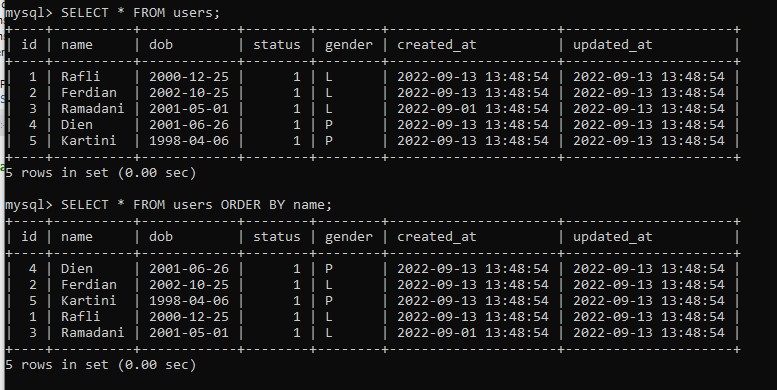 mysql> SELECT * FROM users;
+----+----------+------------+--------+--------+---------------------+---------------------+
| id | name     | dob        | status | gender | created_at          | updated_at          |
+----+----------+------------+--------+--------+---------------------+---------------------+
|  1 | Rafli    | 2000-12-25 |      1 | L      | 2022-09-13 13:48:54 | 2022-09-13 13:48:54 |
|  2 | Ferdian  | 2002-10-25 |      1 | L      | 2022-09-13 13:48:54 | 2022-09-13 13:48:54 |
|  3 | Ramadani | 2001-05-01 |      1 | L      | 2022-09-01 13:48:54 | 2022-09-13 13:48:54 |
|  4 | Dien     | 2001-06-26 |      1 | P      | 2022-09-13 13:48:54 | 2022-09-13 13:48:54 |
|  5 | Kartini  | 1998-04-06 |      1 | P      | 2022-09-13 13:48:54 | 2022-09-13 13:48:54 |
+----+----------+------------+--------+--------+---------------------+---------------------+
5 rows in set (0.00 sec)
mysql> SELECT * FROM users ORDER BY name;
+----+----------+------------+--------+--------+---------------------+---------------------+
| id | name     | dob        | status | gender | created_at          | updated_at          |
+----+----------+------------+--------+--------+---------------------+---------------------+
|  4 | Dien     | 2001-06-26 |      1 | P      | 2022-09-13 13:48:54 | 2022-09-13 13:48:54 |
|  2 | Ferdian  | 2002-10-25 |      1 | L      | 2022-09-13 13:48:54 | 2022-09-13 13:48:54 |
|  5 | Kartini  | 1998-04-06 |      1 | P      | 2022-09-13 13:48:54 | 2022-09-13 13:48:54 |
|  1 | Rafli    | 2000-12-25 |      1 | L      | 2022-09-13 13:48:54 | 2022-09-13 13:48:54 |
|  3 | Ramadani | 2001-05-01 |      1 | L      | 2022-09-01 13:48:54 | 2022-09-13 13:48:54 |
+----+----------+------------+--------+--------+---------------------+---------------------+
5 rows in set (0.00 sec)